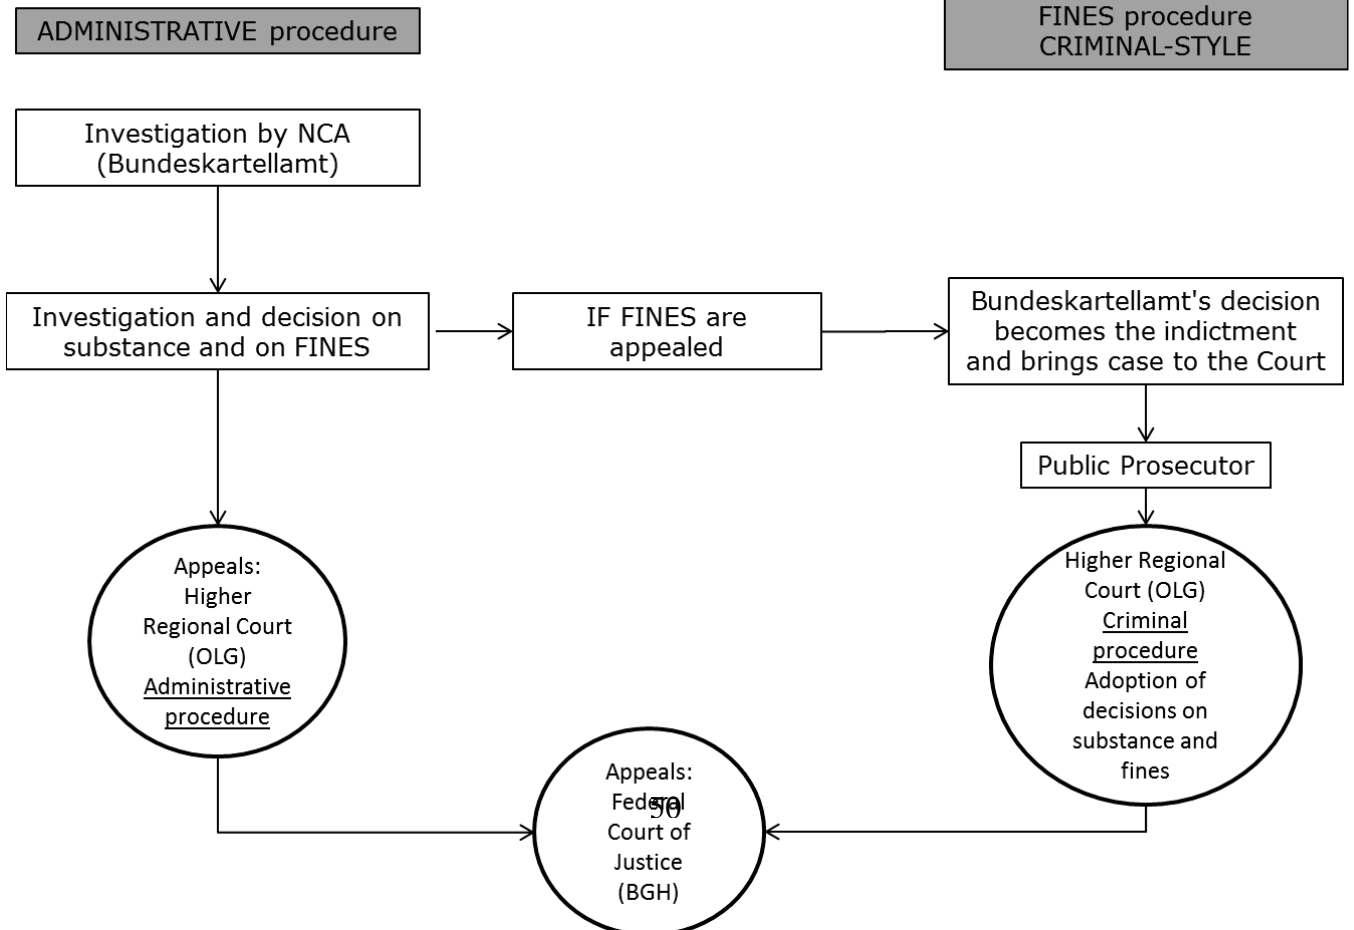 ADMINISTRATIVE procedure
FINES procedure
CRIMINAL-STYLE
Investigation by NCA
(Bundeskartellamt)
Investigation and decision on
substance and on FINES
IF FINES are
appealed
Bundeskartellamt's decision
becomes the indictment
and brings case to the Court
Public Prosecutor
Appeals:
Higher
Regional Court
(OLG)
Administrative
procedure
Higher Regional
Court (OLG)
Criminal
procedure
Adoption of
decisions on
substance and
fines
Appeals:
Federal
50
Court of
Justice
(BGH)